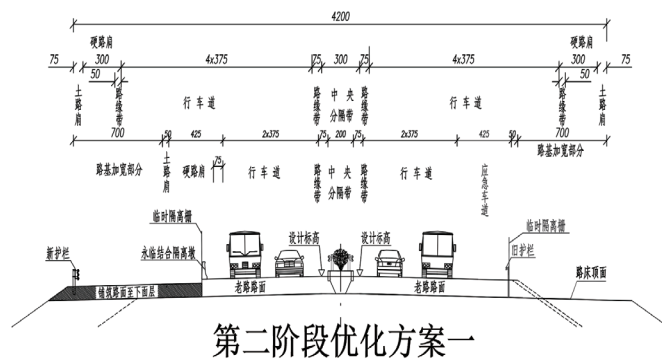 4200
75 硬路肩 硬路肩 75
300 4x375 75 300 75 4x375 300
50 50
土路肩 路缘带 行车道 路缘带 中央分隔带 路缘带 行车道 路缘带 土路肩
700 50 425 2x375 75 200 75 2x375 425 50 700
路基加宽部分 土路肩 硬路肩 75 行车道 路缘带 中央分隔带 路缘带 行车道 应急车道 路基加宽部分
临时隔离栅 临时隔离栅
新护栏 永临结合隔离墩 设计标高 设计标高 旧护栏
路床顶面
铺筑路面至下面层 老路路面 老路路面
第二阶段优化方案一